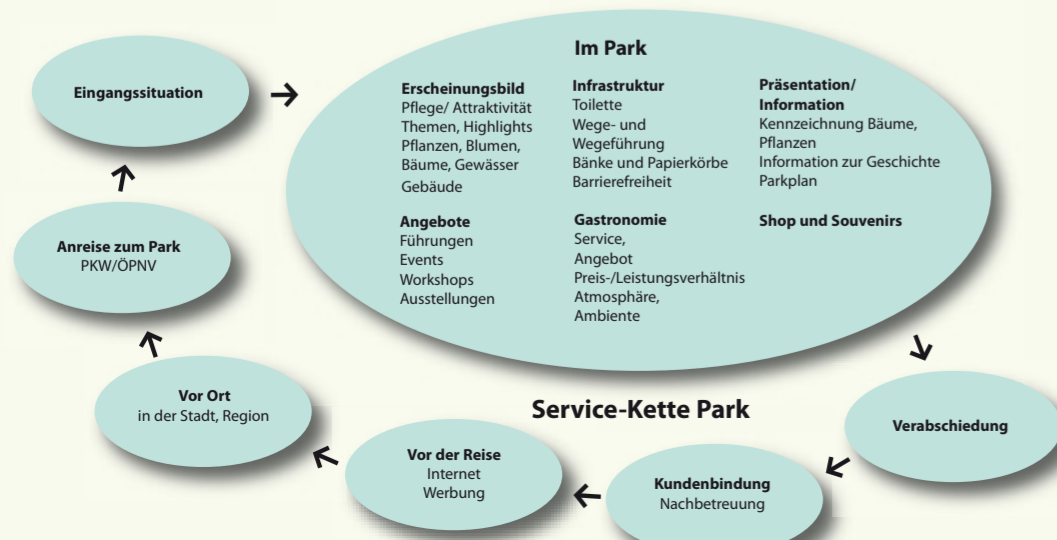 Im Park
Eingangssituation
Erscheinungsbild
Pflege/ Attraktivität
Themen, Highlights
Pflanzen, Blumen,
Bäume, Gewässer
Gebäude
Infrastruktur
Toilette
Wege- und
Wegeführung
Bänke und Papierkörbe
Barrierefreiheit
Präsentation/
Information
Kennzeichnung Bäume,
Pflanzen
Information zur Geschichte
Parkplan
Angebote
Führungen
Events
Workshops
Ausstellungen
Gastronomie
Service,
Angebot
Preis-/Leistungsverhältnis
Atmosphäre,
Ambiente
Shop und Souvenirs
Anreise zum Park
PKW/ÖPNV
Vor Ort
in der Stadt, Region
Service-Kette Park
Verabschiedung
Vor der Reise
Internet
Werbung
Kundenbindung
Nachbetreuung